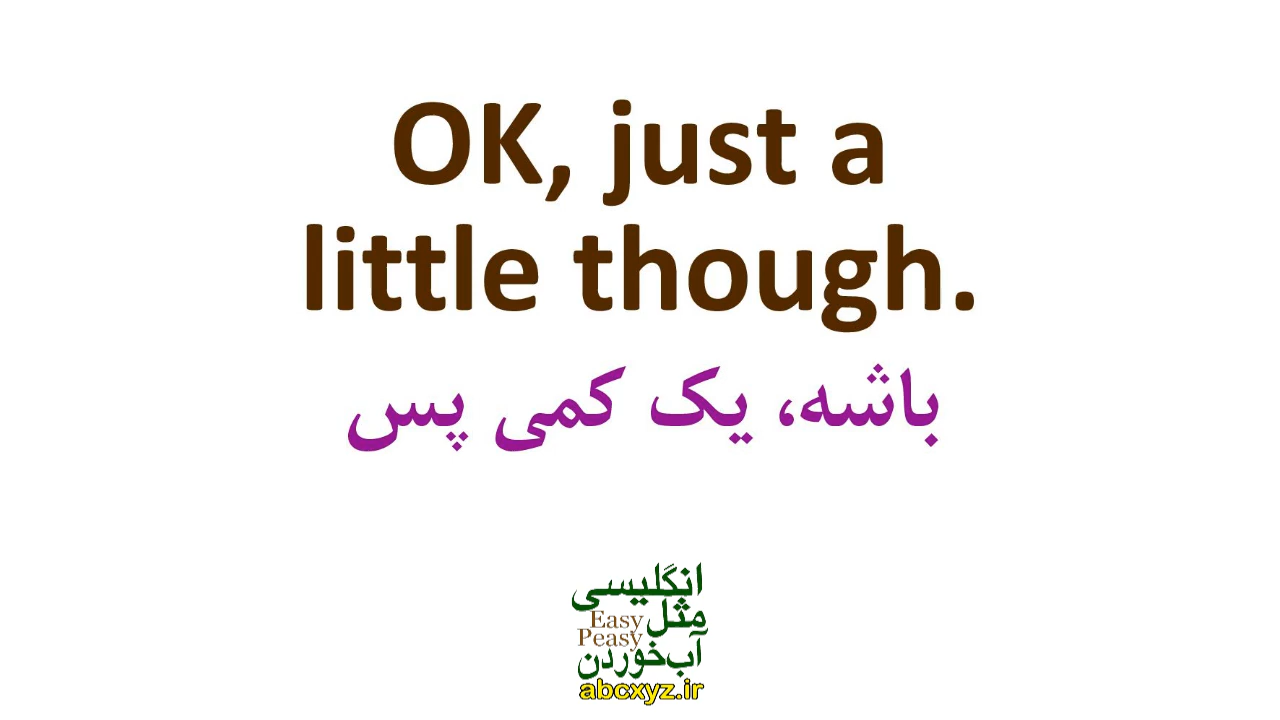 OK, just a
little though.
باشه، یک کمی پس
انگلیسی
مثل
Easy
Peasy
آب‌خوردن
abcxyz.ir